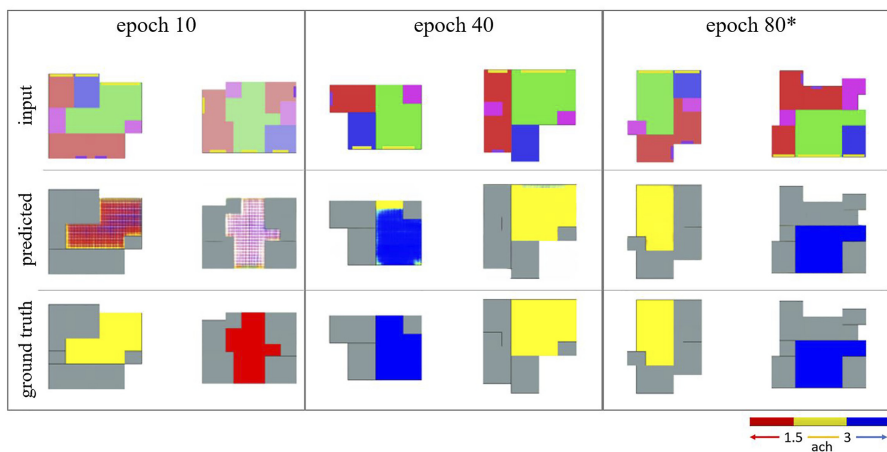 epoch 10 epoch 40 epoch 80*
input
predicted
ground truth
1.5 3
ach